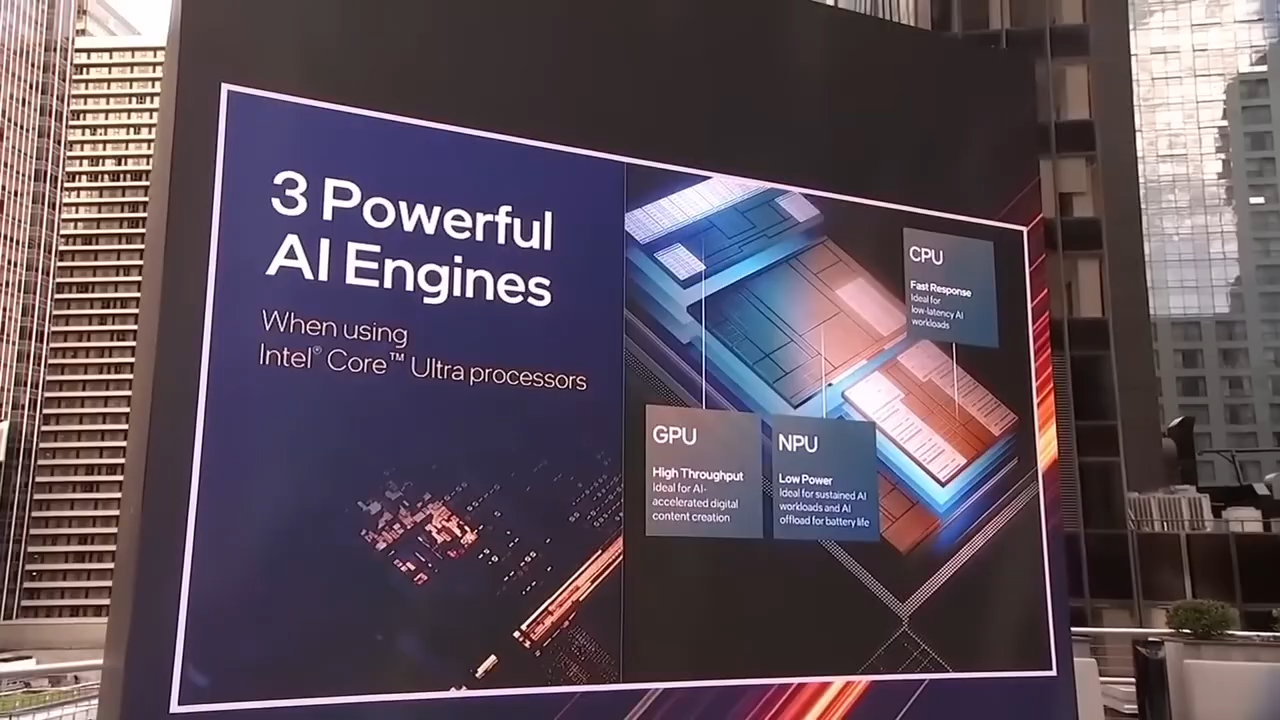 3 Powerful
AI Engines
When using
Intel® Core™ Ultra processors
CPU
Fast Response
Ideal for
low-latency AI
workloads
GPU
High Throughput
Ideal for AI-
accelerated digital
content creation
NPU
Low Power
Ideal for sustained AI
workloads and AI
offload for battery life